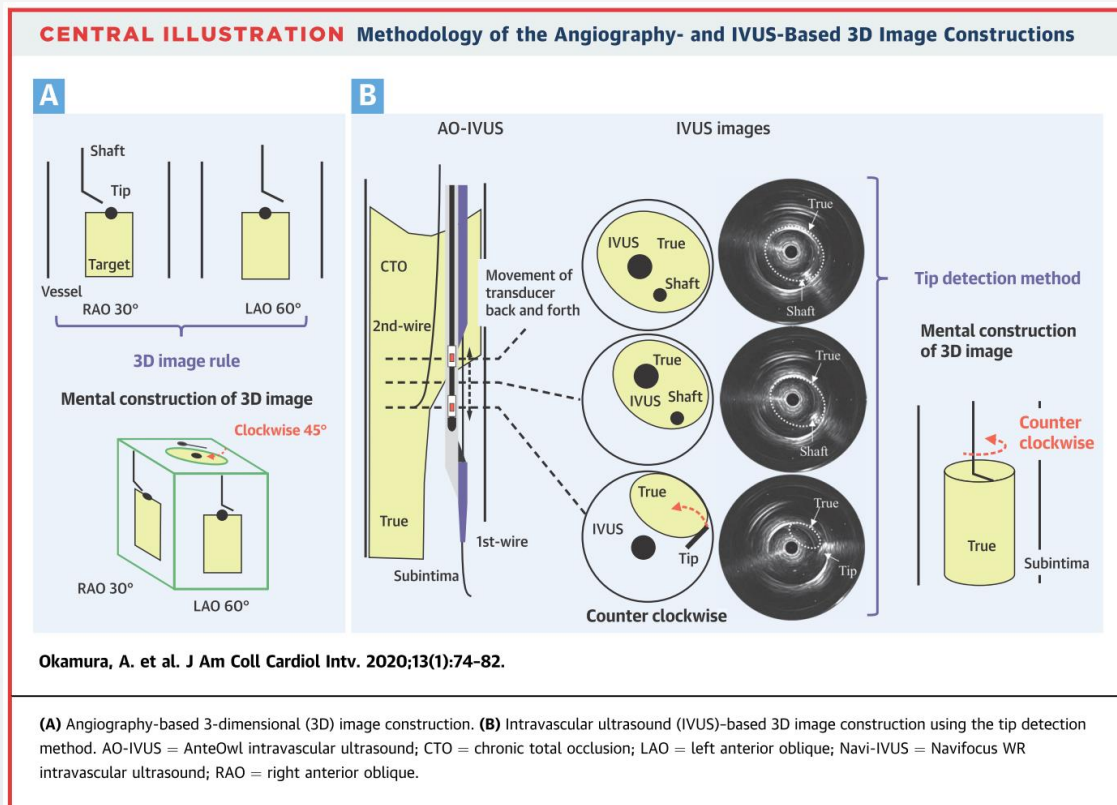 CENTRAL ILLUSTRATION Methodology of the Angiography- and IVUS-Based 3D Image Constructions
A
Shaft
Tip
Target
Vessel
RAO 30°
LAO 60°
3D image rule
Mental construction of 3D image
Clockwise 45°
RAO 30°
LAO 60°
B
AO-IVUS
IVUS images
CTO
2nd-wire
True
Subintima
1st-wire
Movement of
transducer
back and forth
IVUS
True
Shaft
True
Shaft
True
IVUS
Shaft
True
Shaft
True
IVUS
Tip
True
Tip
Counter clockwise
Tip detection method
Mental construction
of 3D image
Counter
clockwise
True
Subintima
Okamura, A. et al. J Am Coll Cardiol Intv. 2020;13(1):74–82.
(A) Angiography-based 3-dimensional (3D) image construction. (B) Intravascular ultrasound (IVUS)-based 3D image construction using the tip detection
method. AO-IVUS = AnteOwl intravascular ultrasound; CTO = chronic total occlusion; LAO = left anterior oblique; Navi-IVUS = Navifocus WR
intravascular ultrasound; RAO = right anterior oblique.